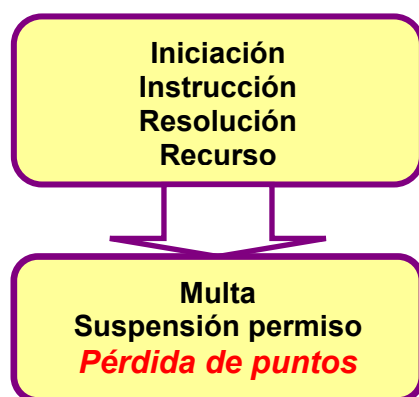 Iniciación
Instrucción
Resolución
Recurso
Multa
Suspensión permiso
Pérdida de puntos